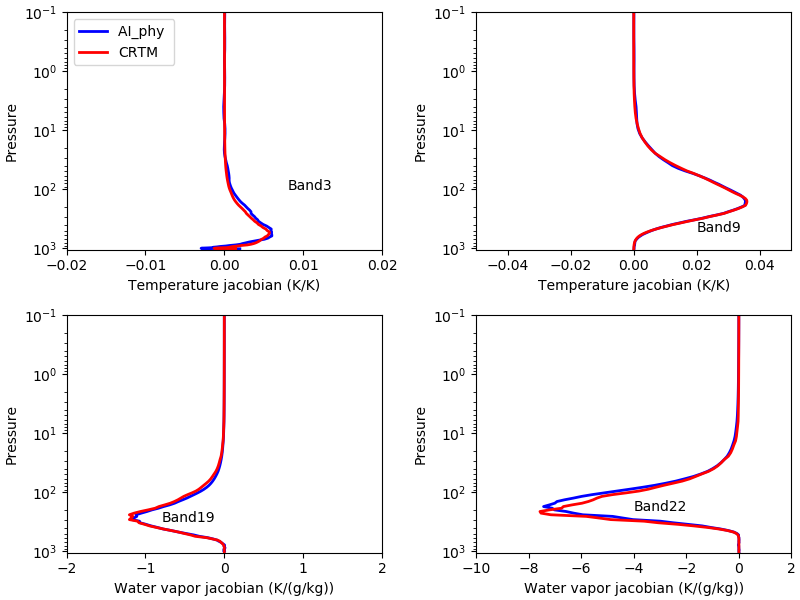 AI_phy
CRTM
Pressure
10⁻¹
10⁰
10¹
10²
10³
Band3
−0.02 −0.01 0.00 0.01 0.02
Temperature jacobian (K/K)
Pressure
10⁻¹
10⁰
10¹
10²
10³
Band9
−0.04 −0.02 0.00 0.02 0.04
Temperature jacobian (K/K)
Pressure
10⁻¹
10⁰
10¹
10²
10³
Band19
−2 −1 0 1 2
Water vapor jacobian (K/(g/kg))
Pressure
10⁻¹
10⁰
10¹
10²
10³
Band22
−10 −8 −6 −4 −2 0 2
Water vapor jacobian (K/(g/kg))